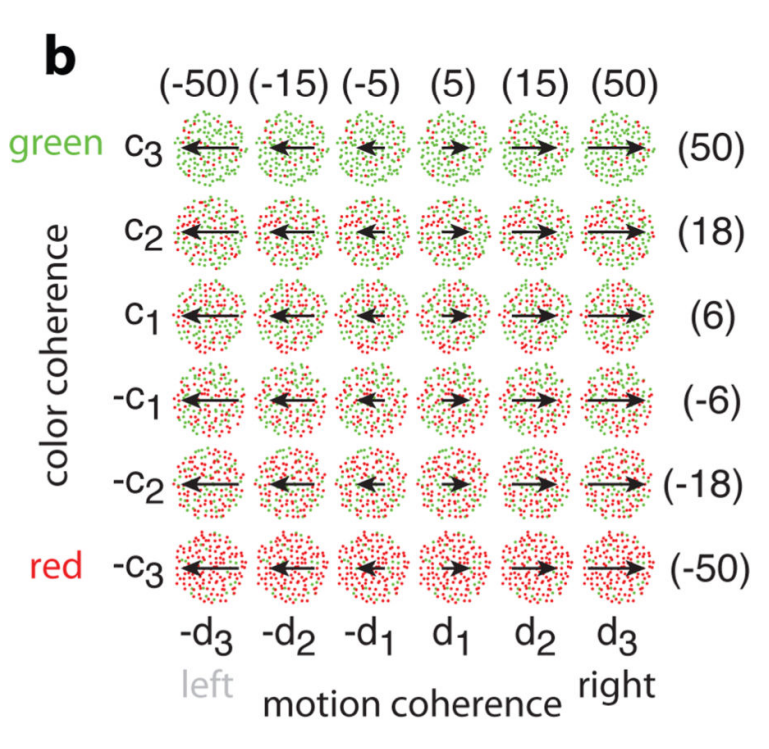 b
(-50) (-15) (-5) (5) (15) (50)
green c3 (50)
c2 (18)
c1 (6)
-c1 (-6)
-c2 (-18)
red -c3 (-50)
color coherence
-d3 -d2 -d1 d1 d2 d3
left right
motion coherence